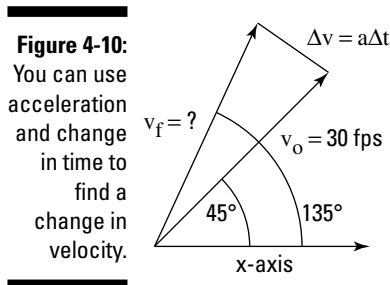 Figure 4-10:
You can use
acceleration
and change
in time to
find a
change in
velocity.
Δv = aΔt
v_f = ?
v_o = 30 fps
45°
135°
x-axis